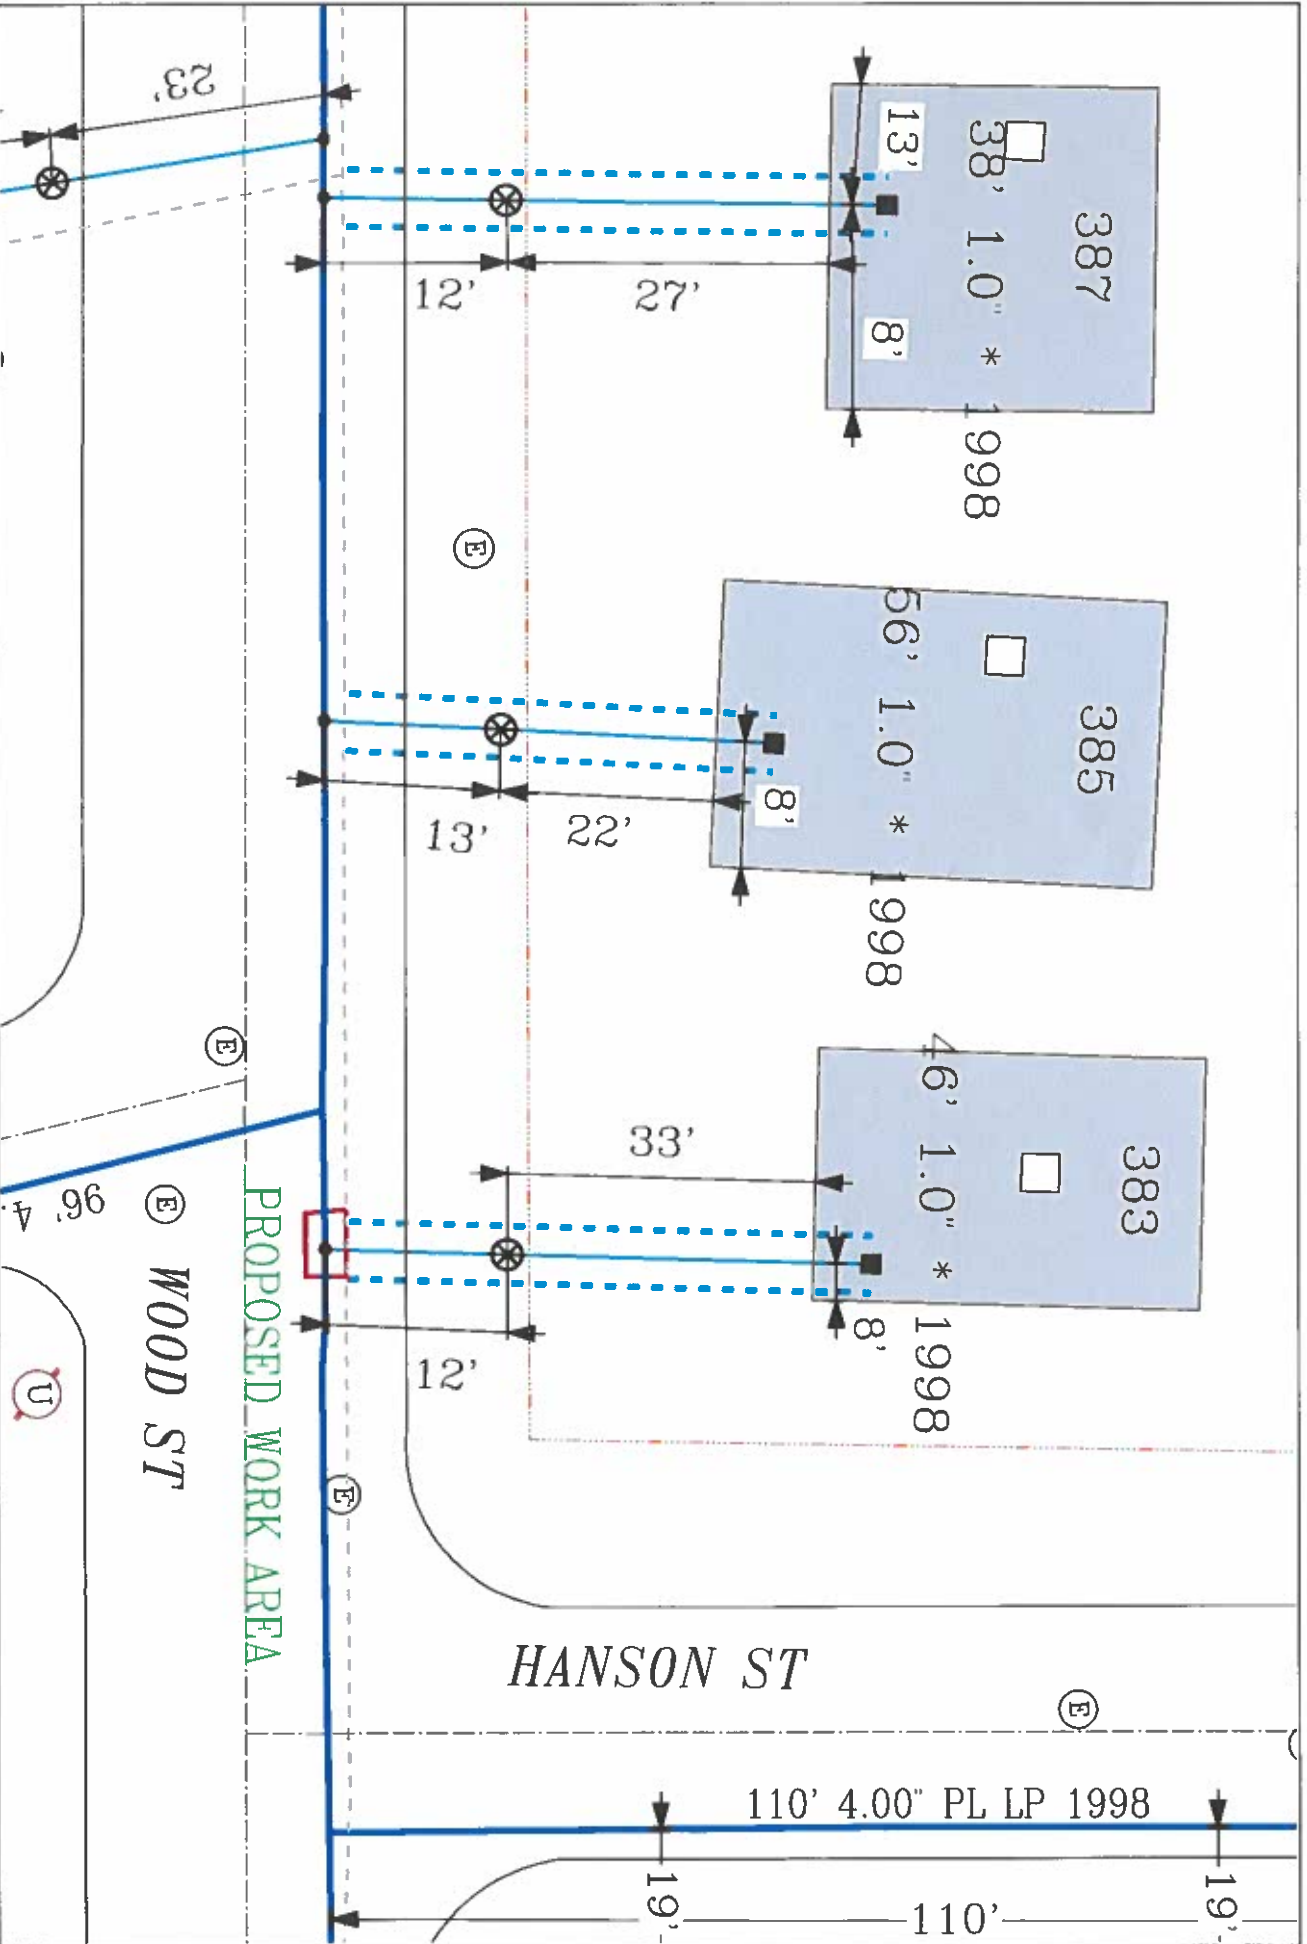 23'
13'
38' 1.0" * 1998
387
8'
12'
27'
E
56' 1.0" * 1998
385
8'
13'
22'
E
46' 1.0" * 1998
383
33'
8'
12'
96' 4.
E
WOOD ST
PROPOSED WORK AREA
U
E
HANSON ST
E
110' 4.00" PL LP 1998
19'
19'
110'